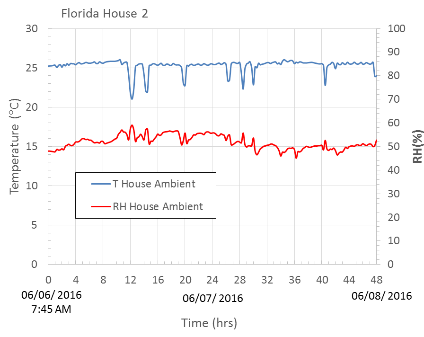 Florida House 2
30
25
20
15
10
5
0
Temperature (°C)
100
90
80
70
60
50
40
30
20
10
0
RH(%)
T House Ambient
RH House Ambient
0 4 8 12 16 20 24 28 32 36 40 44 48
06/06/ 2016 06/07/ 2016 06/08/ 2016
7:45 AM
Time (hrs)